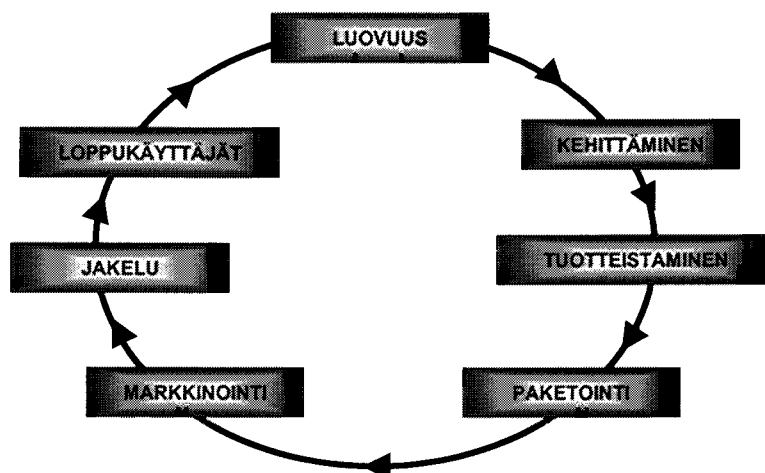 LUOVUUS
KEHITTÄMINEN
TUOTTEISTAMINEN
PAKETOINTI
MARKKINOINTI
JAKELU
LOPPUKÄYTTÄJÄT